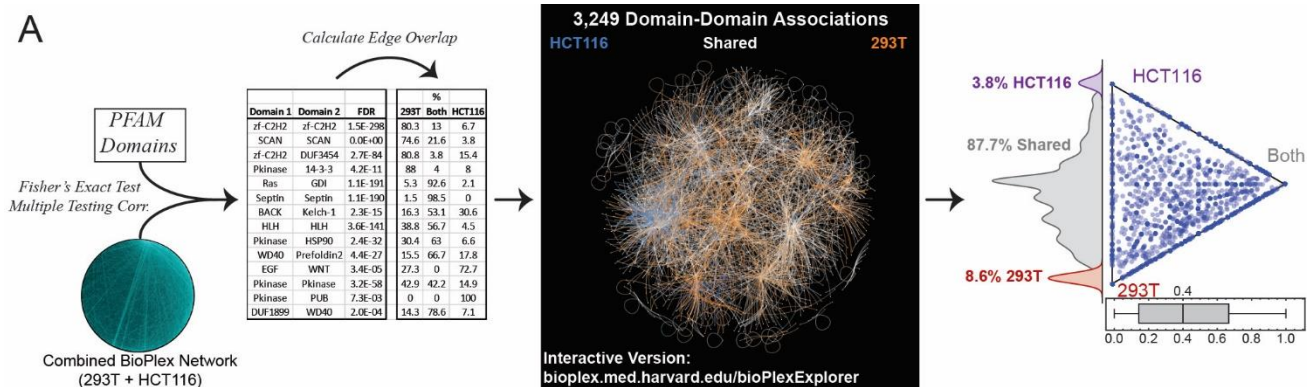 A
Calculate Edge Overlap
PFAM
Domains
Fisher's Exact Test
Multiple Testing Corr.
Combined BioPlex Network
(293T + HCT116)
%
Domain 1 Domain 2 FDR 293T Both HCT116
zf-C2H2 zf-C2H2 1.5E-298 80.3 13 6.7
SCAN SCAN 0.0E+00 74.6 21.6 3.8
zf-C2H2 DUF3454 2.7E-84 80.8 3.8 15.4
Pkinase 14-3-3 4.2E-11 88 4 8
Ras GDI 1.1E-191 5.3 92.6 2.1
Septin Septin 1.1E-190 1.5 98.5 0
BACK Kelch-1 2.3E-15 16.3 53.1 30.6
HLH HLH 3.6E-141 38.8 56.7 4.5
Pkinase HSP90 2.4E-32 30.4 63 6.6
WD40 Prefoldin2 4.4E-27 15.5 66.7 17.8
EGF WNT 3.4E-05 27.3 0 72.7
Pkinase Pkinase 3.2E-58 42.9 42.2 14.9
Pkinase PUB 7.3E-03 0 0 100
DUF1899 WD40 2.0E-04 14.3 78.6 7.1
3,249 Domain-Domain Associations
HCT116 Shared 293T
Interactive Version:
bioplex.med.harvard.edu/bioPlexExplorer
3.8% HCT116
87.7% Shared
8.6% 293T
HCT116
Both
293T
0.4
0.0 0.2 0.4 0.6 0.8 1.0